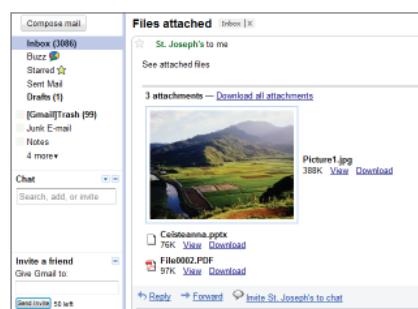 Compose mail
Inbox (3086)
Buzz
Starred
Sent Mail
Drafts (1)
[Gmail]Trash (99)
Junk E-mail
Notes
4 more▾
Chat
Search, add, or invite
Invite a friend
Give Gmail to:
Send Invite 50 left
Files attached Inbox | X
St. Joseph's to me
See attached files
3 attachments — Download all attachments
Picture1.jpg
388K View Download
Ceisteanna.pptx
76K View Download
File0002.PDF
97K View Download
Reply Forward Invite St. Joseph's to chat